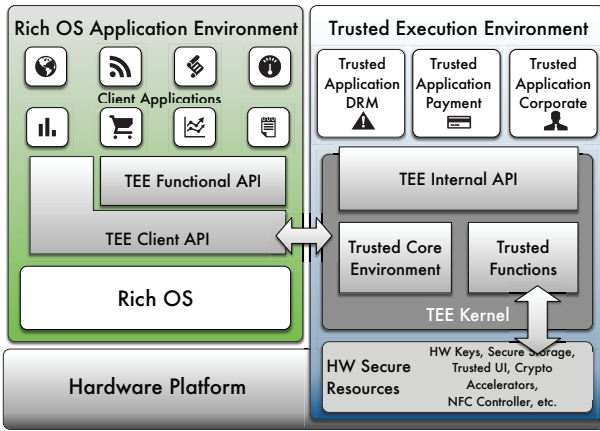 Rich OS Application Environment
Client Applications
TEE Functional API
TEE Client API
Rich OS
Hardware Platform
Trusted Execution Environment
Trusted
Application
DRM
Trusted
Application
Payment
Trusted
Application
Corporate
TEE Internal API
Trusted Core
Environment
Trusted
Functions
TEE Kernel
HW Secure
Resources
HW Keys, Secure Storage,
Trusted UI, Crypto
Accelerators,
NFC Controller, etc.